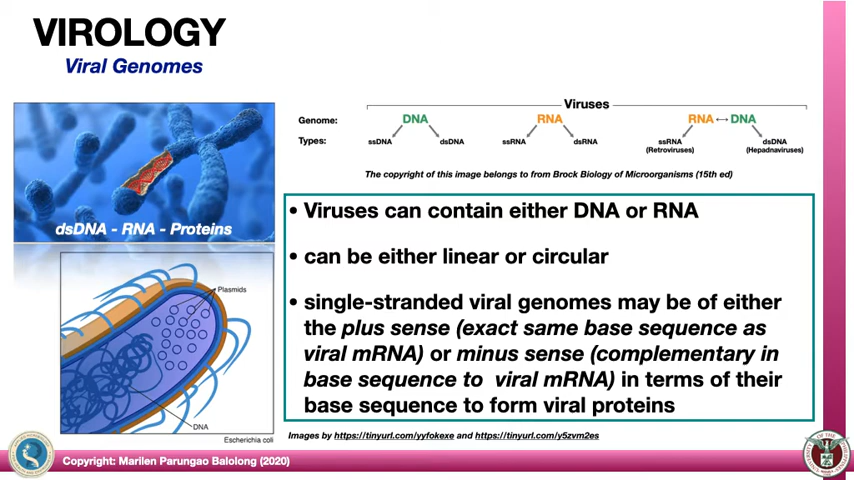 VIROLOGY
Viral Genomes
Viruses
Genome: DNA RNA RNA ↔ DNA
Types: ssDNA dsDNA ssRNA dsRNA ssRNA (Retroviruses) dsDNA (Hepadnaviruses)
The copyright of this image belongs to from Brock Biology of Microorganisms (15th ed)
dsDNA - RNA - Proteins
• Viruses can contain either DNA or RNA
• can be either linear or circular
• single-stranded viral genomes may be of either
the plus sense (exact same base sequence as
viral mRNA) or minus sense (complementary in
base sequence to viral mRNA) in terms of their
base sequence to form viral proteins
Plasmids
DNA
Escherichia coli
Images by https://tinyurl.com/yyfokexe and https://tinyurl.com/y5zvm2es
Copyright: Marilen Parungao Balolong (2020)